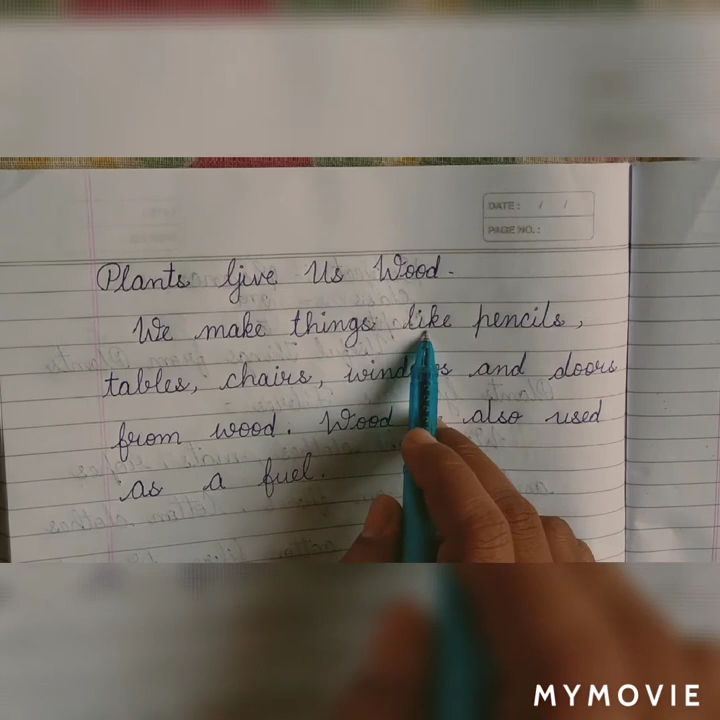 DATE: / /
PAGE NO.:
Plants Give Us Wood.
We make things like pencils,
tables, chairs, and doors
from wood. Wood also used
as a fuel.
MYMOVIE